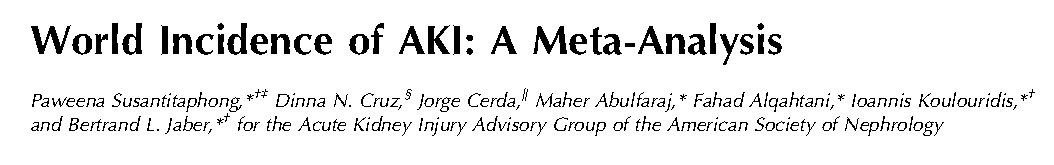 World Incidence of AKI: A Meta-Analysis
Paweena Susantitaphong,*†‡ Dinna N. Cruz,§ Jorge Cerda,∥ Maher Abulfaraj,* Fahad Alqahtani,* Ioannis Koulouridis,*†
and Bertrand L. Jaber,*† for the Acute Kidney Injury Advisory Group of the American Society of Nephrology